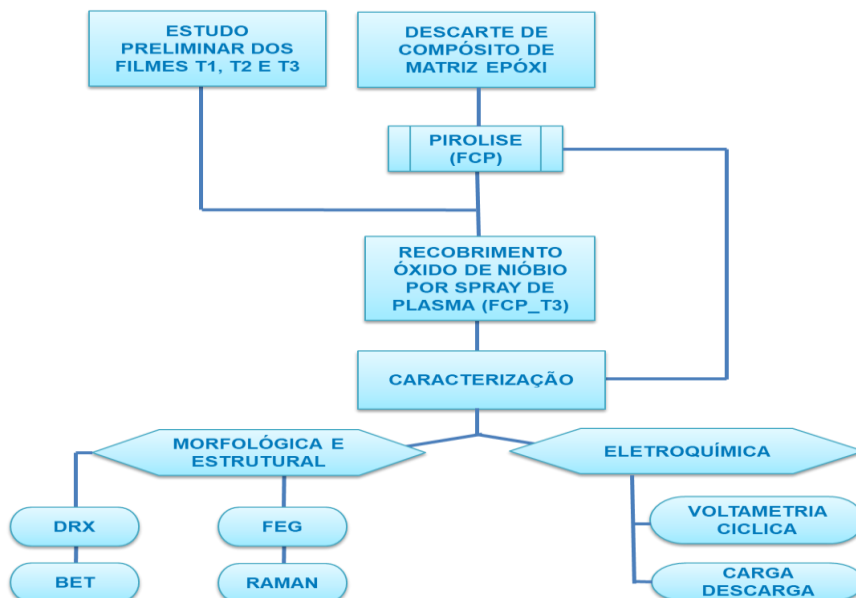 ESTUDO
PRELIMINAR DOS
FILMES T1, T2 E T3
DESCARTE DE
COMPÓSITO DE
MATRIZ EPÓXI
PIROLISE
(FCP)
RECOBRIMENTO
ÓXIDO DE NIÓBIO
POR SPRAY DE
PLASMA (FCP_T3)
CARACTERIZAÇÃO
MORFOLÓGICA E
ESTRUTURAL
ELETROQUÍMICA
DRX
FEG
VOLTAMETRIA
CICLICA
BET
RAMAN
CARGA
DESCARGA